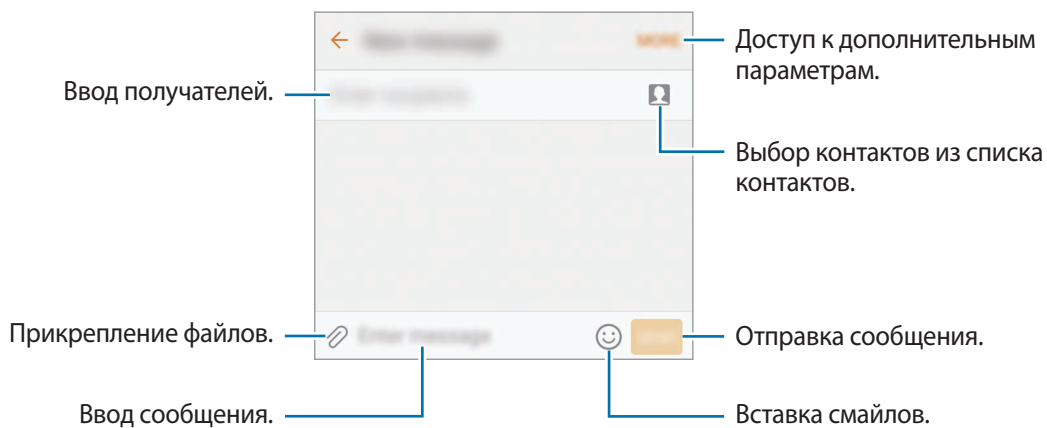 Доступ к дополнительным
параметрам.
Ввод получателей.
Выбор контактов из списка
контактов.
Прикрепление файлов.
Отправка сообщения.
Ввод сообщения.
Вставка смайлов.